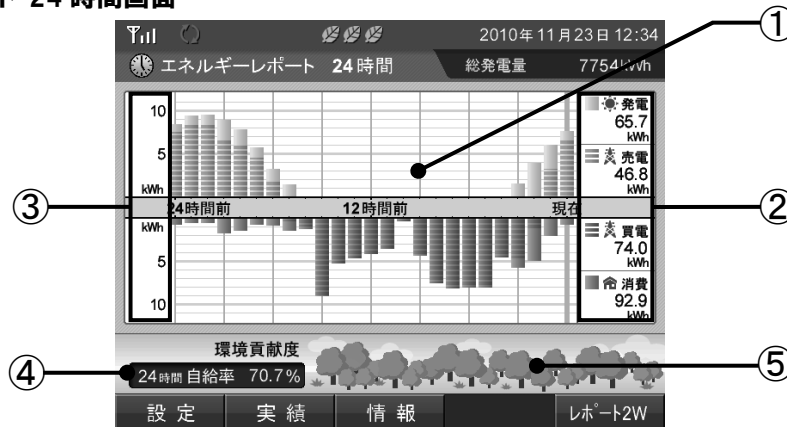 24時間画面
2010年11月23日 12:34
エネルギーレポート 24時間 総発電量 7754kWh
①
10
5
kWh
24時間前 12時間前 現在
kWh
5
10
発電
65.7
kWh
売電
46.8
kWh
買電
74.0
kWh
消費
92.9
kWh
②
③
環境貢献度
24時間 自給率 70.7%
④
⑤
設定 実績 情報 レポート2W